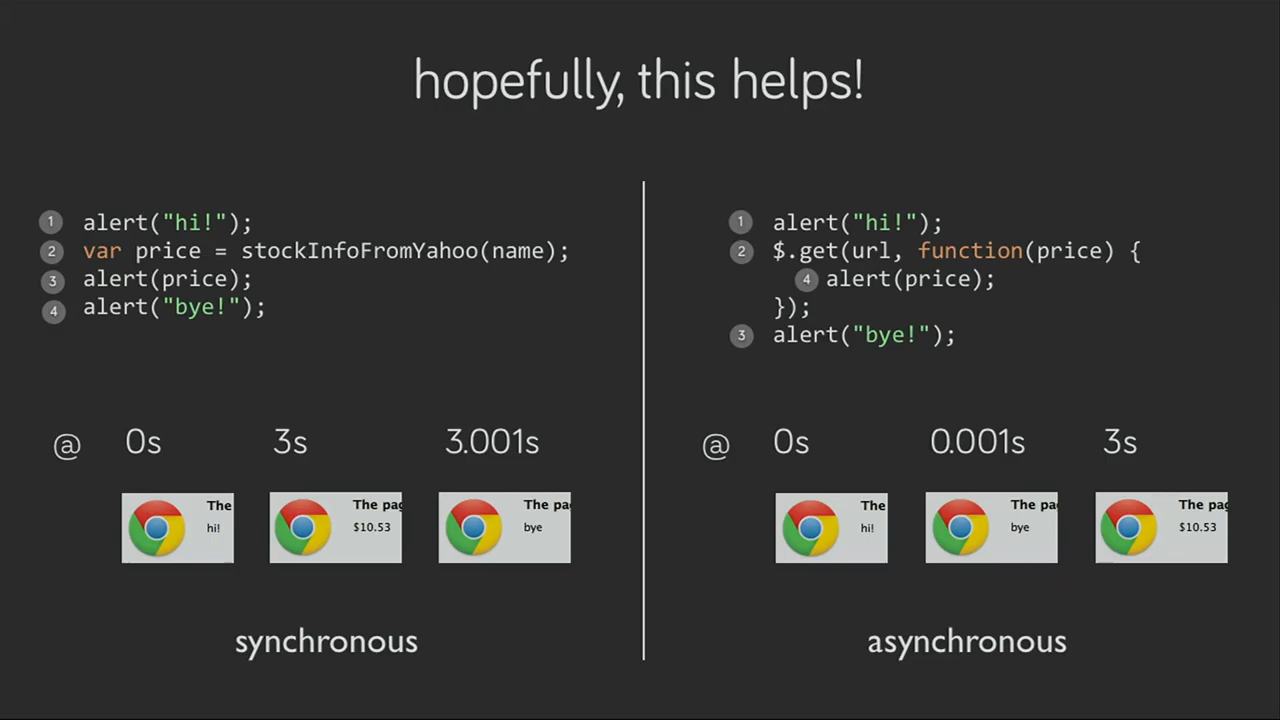 hopefully, this helps!
1 alert("hi!");
2 var price = stockInfoFromYahoo(name);
3 alert(price);
4 alert("bye!");
@ 0s 3s 3.001s
The The pag The pa
hi! $10.53 bye
synchronous
1 alert("hi!");
2 $.get(url, function(price) {
4 alert(price);
});
3 alert("bye!");
@ 0s 0.001s 3s
The The pa The pag
hi! bye $10.53
asynchronous